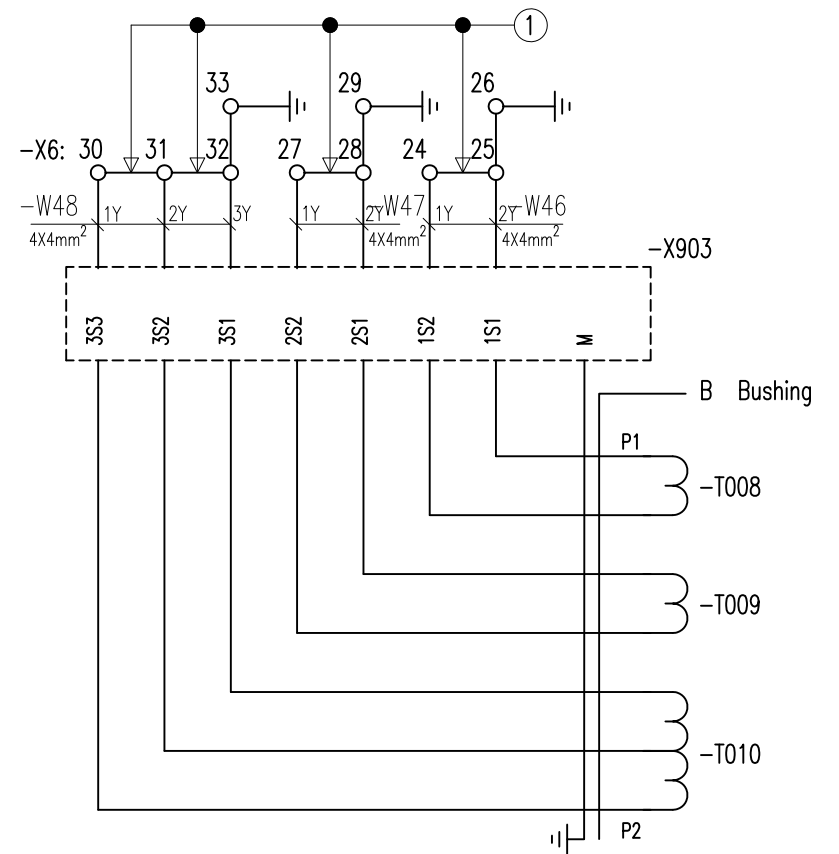 1
33 29 26
-X6: 30 31 32 27 28 24 25
-W48 1Y 2Y 3Y 1Y 2Y -W47 1Y 2Y -W46
4X4mm² 4X4mm² 4X4mm²
-X903
3S3 3S2 3S1 2S2 2S1 1S2 1S1 M
B Bushing
P1
-T008
-T009
-T010
P2